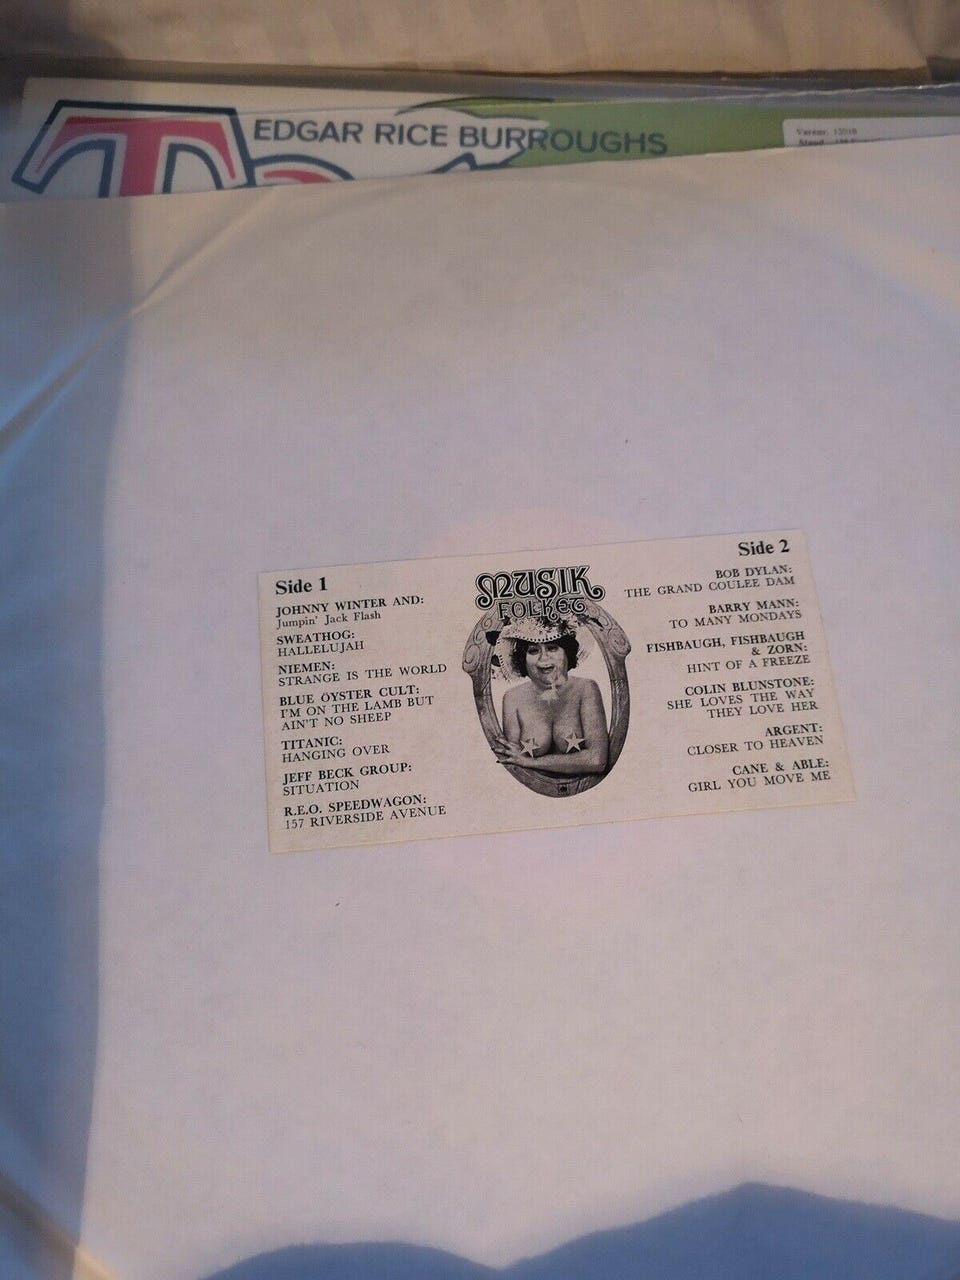 EDGAR RICE BURROUGHS
Varenr. 12018
Side 1
JOHNNY WINTER AND:
Jumpin' Jack Flash
SWEATHOG:
HALLELUJAH
NIEMEN:
STRANGE IS THE WORLD
BLUE ÖYSTER CULT:
I'M ON THE LAMB BUT
AIN'T NO SHEEP
TITANIC:
HANGING OVER
JEFF BECK GROUP:
SITUATION
R.E.O. SPEEDWAGON:
157 RIVERSIDE AVENUE
MUSIK
FOLKET
Side 2
BOB DYLAN:
THE GRAND COULEE DAM
BARRY MANN:
TO MANY MONDAYS
FISHBAUGH, FISHBAUGH
& ZORN:
HINT OF A FREEZE
COLIN BLUNSTONE:
SHE LOVES THE WAY
THEY LOVE HER
ARGENT:
CLOSER TO HEAVEN
CANE & ABLE:
GIRL YOU MOVE ME